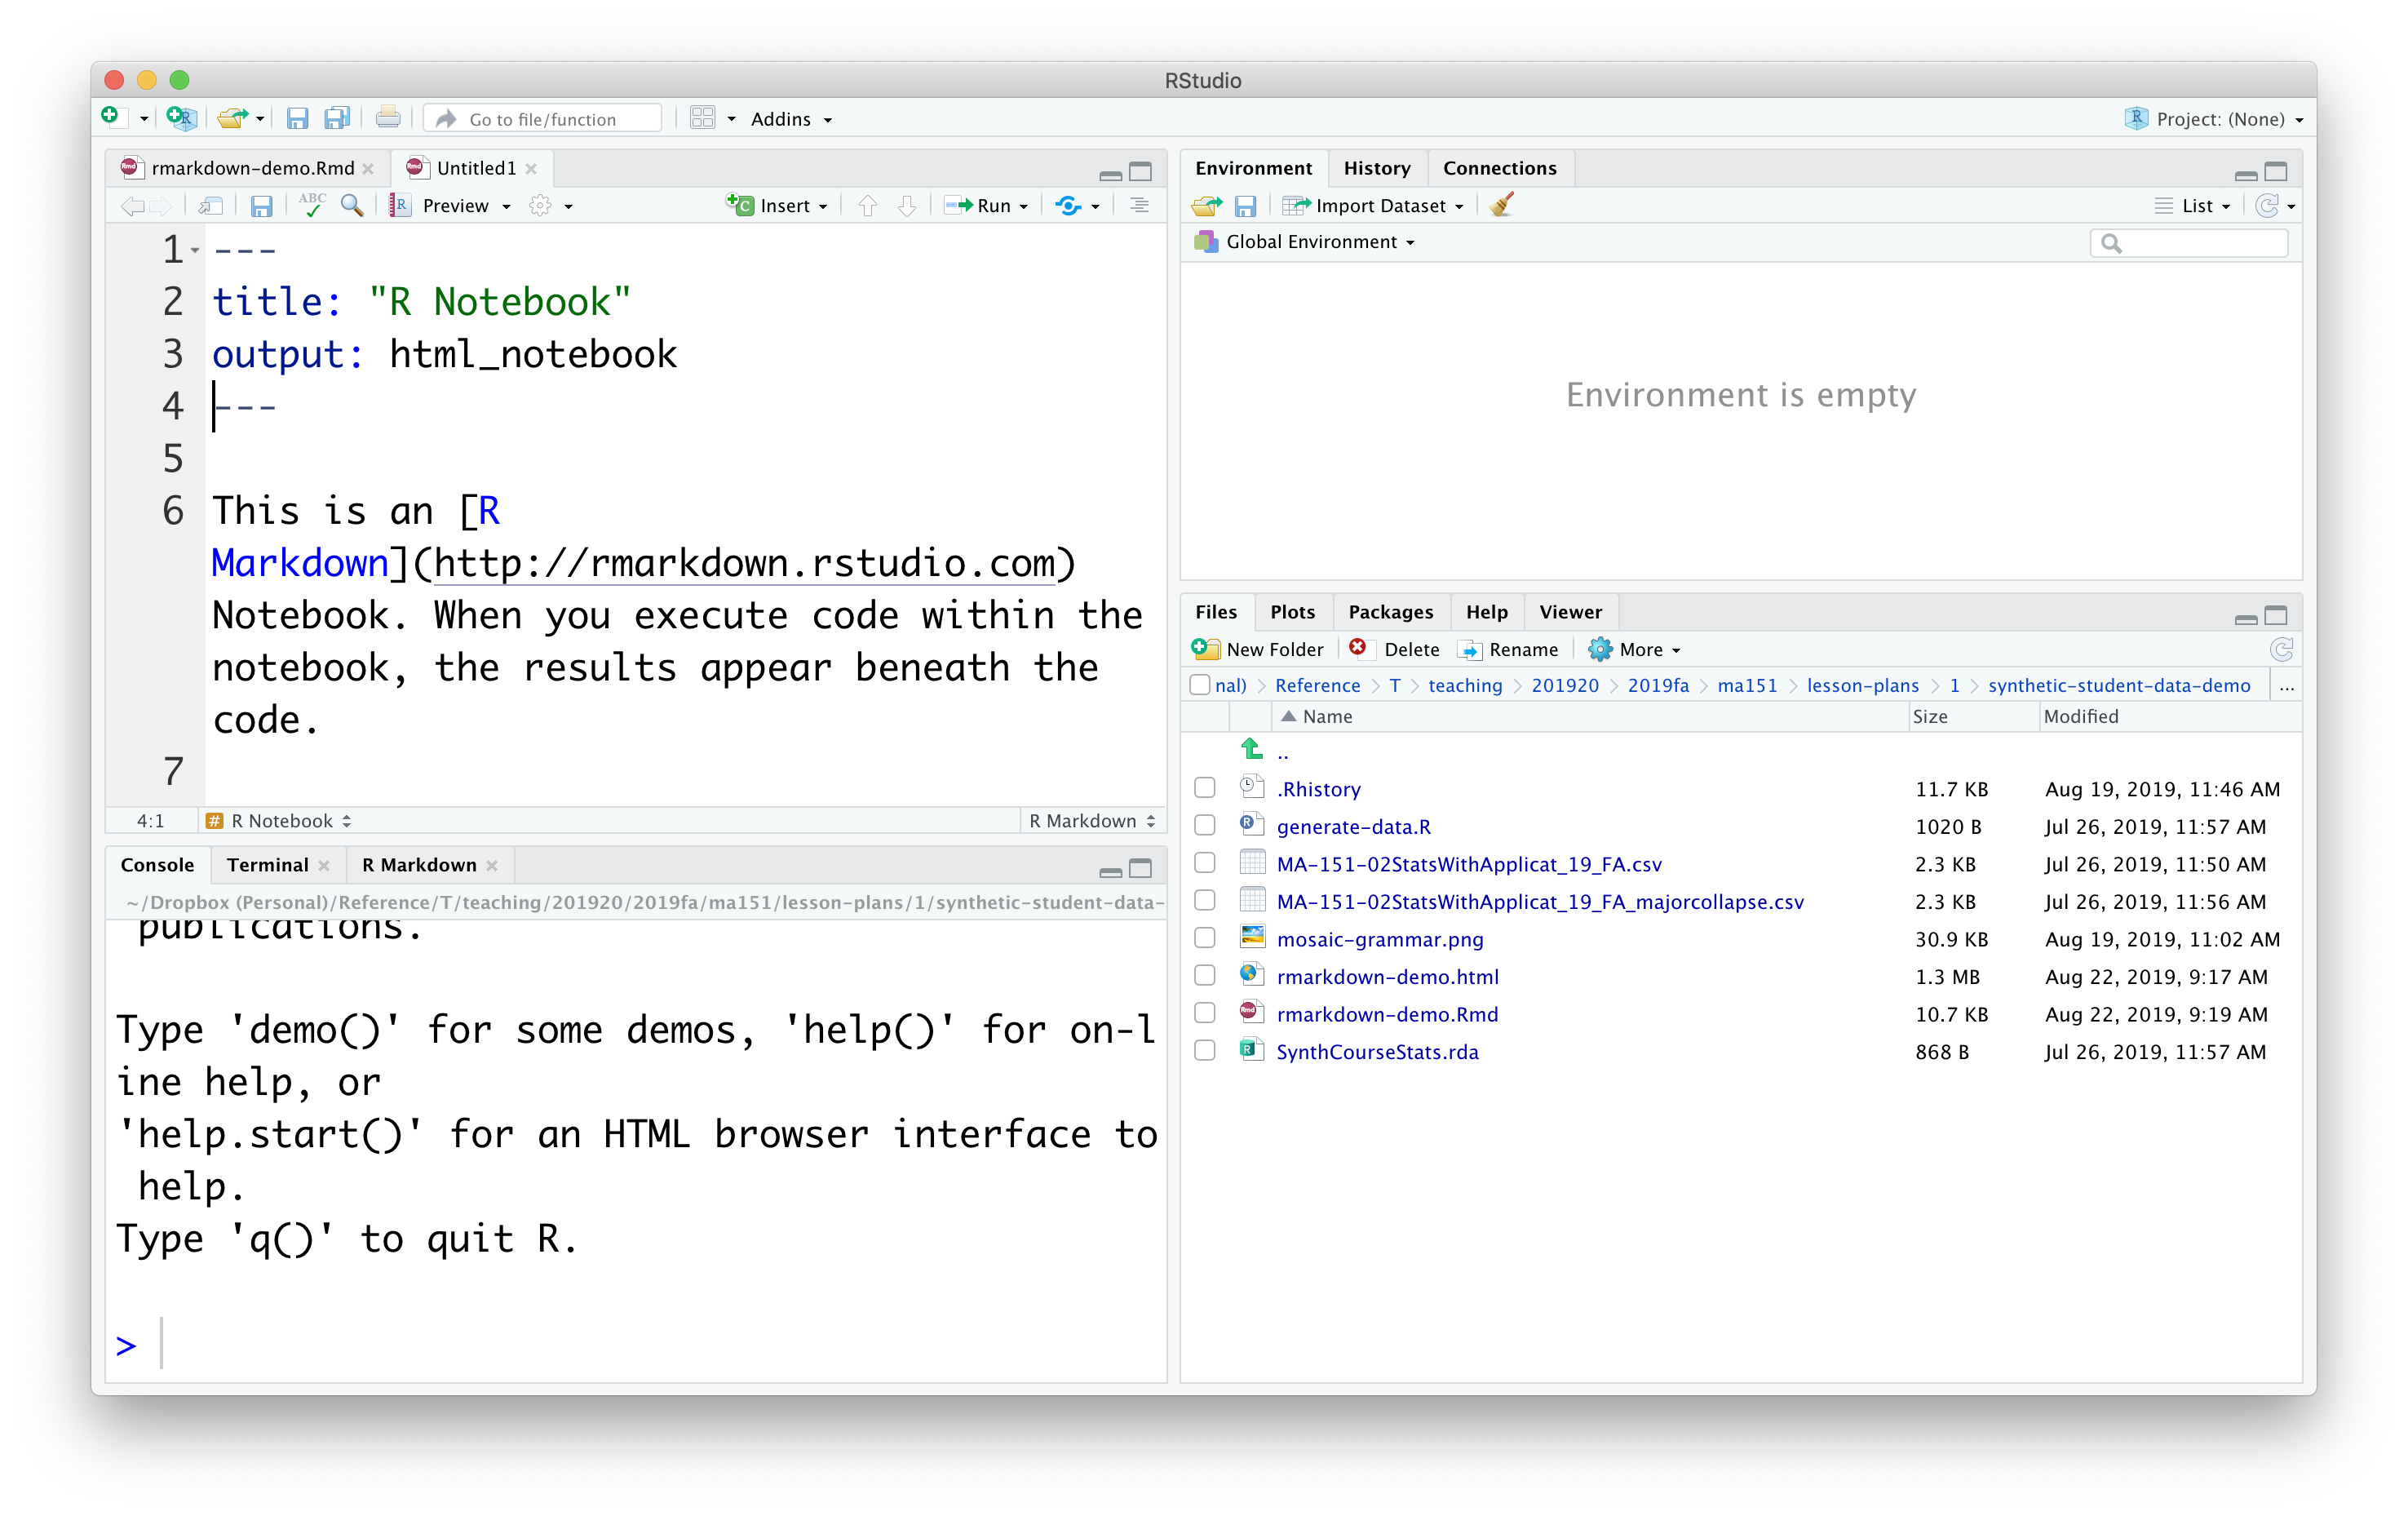 RStudio
Go to file/function
Addins
Project: (None)
rmarkdown-demo.Rmd
Untitled1
ABC
Preview
Insert
Run
1 ---
2 title: "R Notebook"
3 output: html_notebook
4 ---
5
6 This is an [R
Markdown](http://rmarkdown.rstudio.com)
Notebook. When you execute code within the
notebook, the results appear beneath the
code.
7
4:1 # R Notebook R Markdown
Console Terminal R Markdown
~/Dropbox (Personal)/Reference/T/teaching/201920/2019fa/ma151/lesson-plans/1/synthetic-student-data-
publications.
Type 'demo()' for some demos, 'help()' for on-l
ine help, or
'help.start()' for an HTML browser interface to
help.
Type 'q()' to quit R.
>
Environment History Connections
Import Dataset
List
Global Environment
Environment is empty
Files Plots Packages Help Viewer
New Folder Delete Rename More
nal) Reference T teaching 201920 2019fa ma151 lesson-plans 1 synthetic-student-data-demo ...
Name Size Modified
..
.Rhistory 11.7 KB Aug 19, 2019, 11:46 AM
generate-data.R 1020 B Jul 26, 2019, 11:57 AM
MA-151-02StatsWithApplicat_19_FA.csv 2.3 KB Jul 26, 2019, 11:50 AM
MA-151-02StatsWithApplicat_19_FA_majorcollapse.csv 2.3 KB Jul 26, 2019, 11:56 AM
mosaic-grammar.png 30.9 KB Aug 19, 2019, 11:02 AM
rmarkdown-demo.html 1.3 MB Aug 22, 2019, 9:17 AM
rmarkdown-demo.Rmd 10.7 KB Aug 22, 2019, 9:19 AM
SynthCourseStats.rda 868 B Jul 26, 2019, 11:57 AM